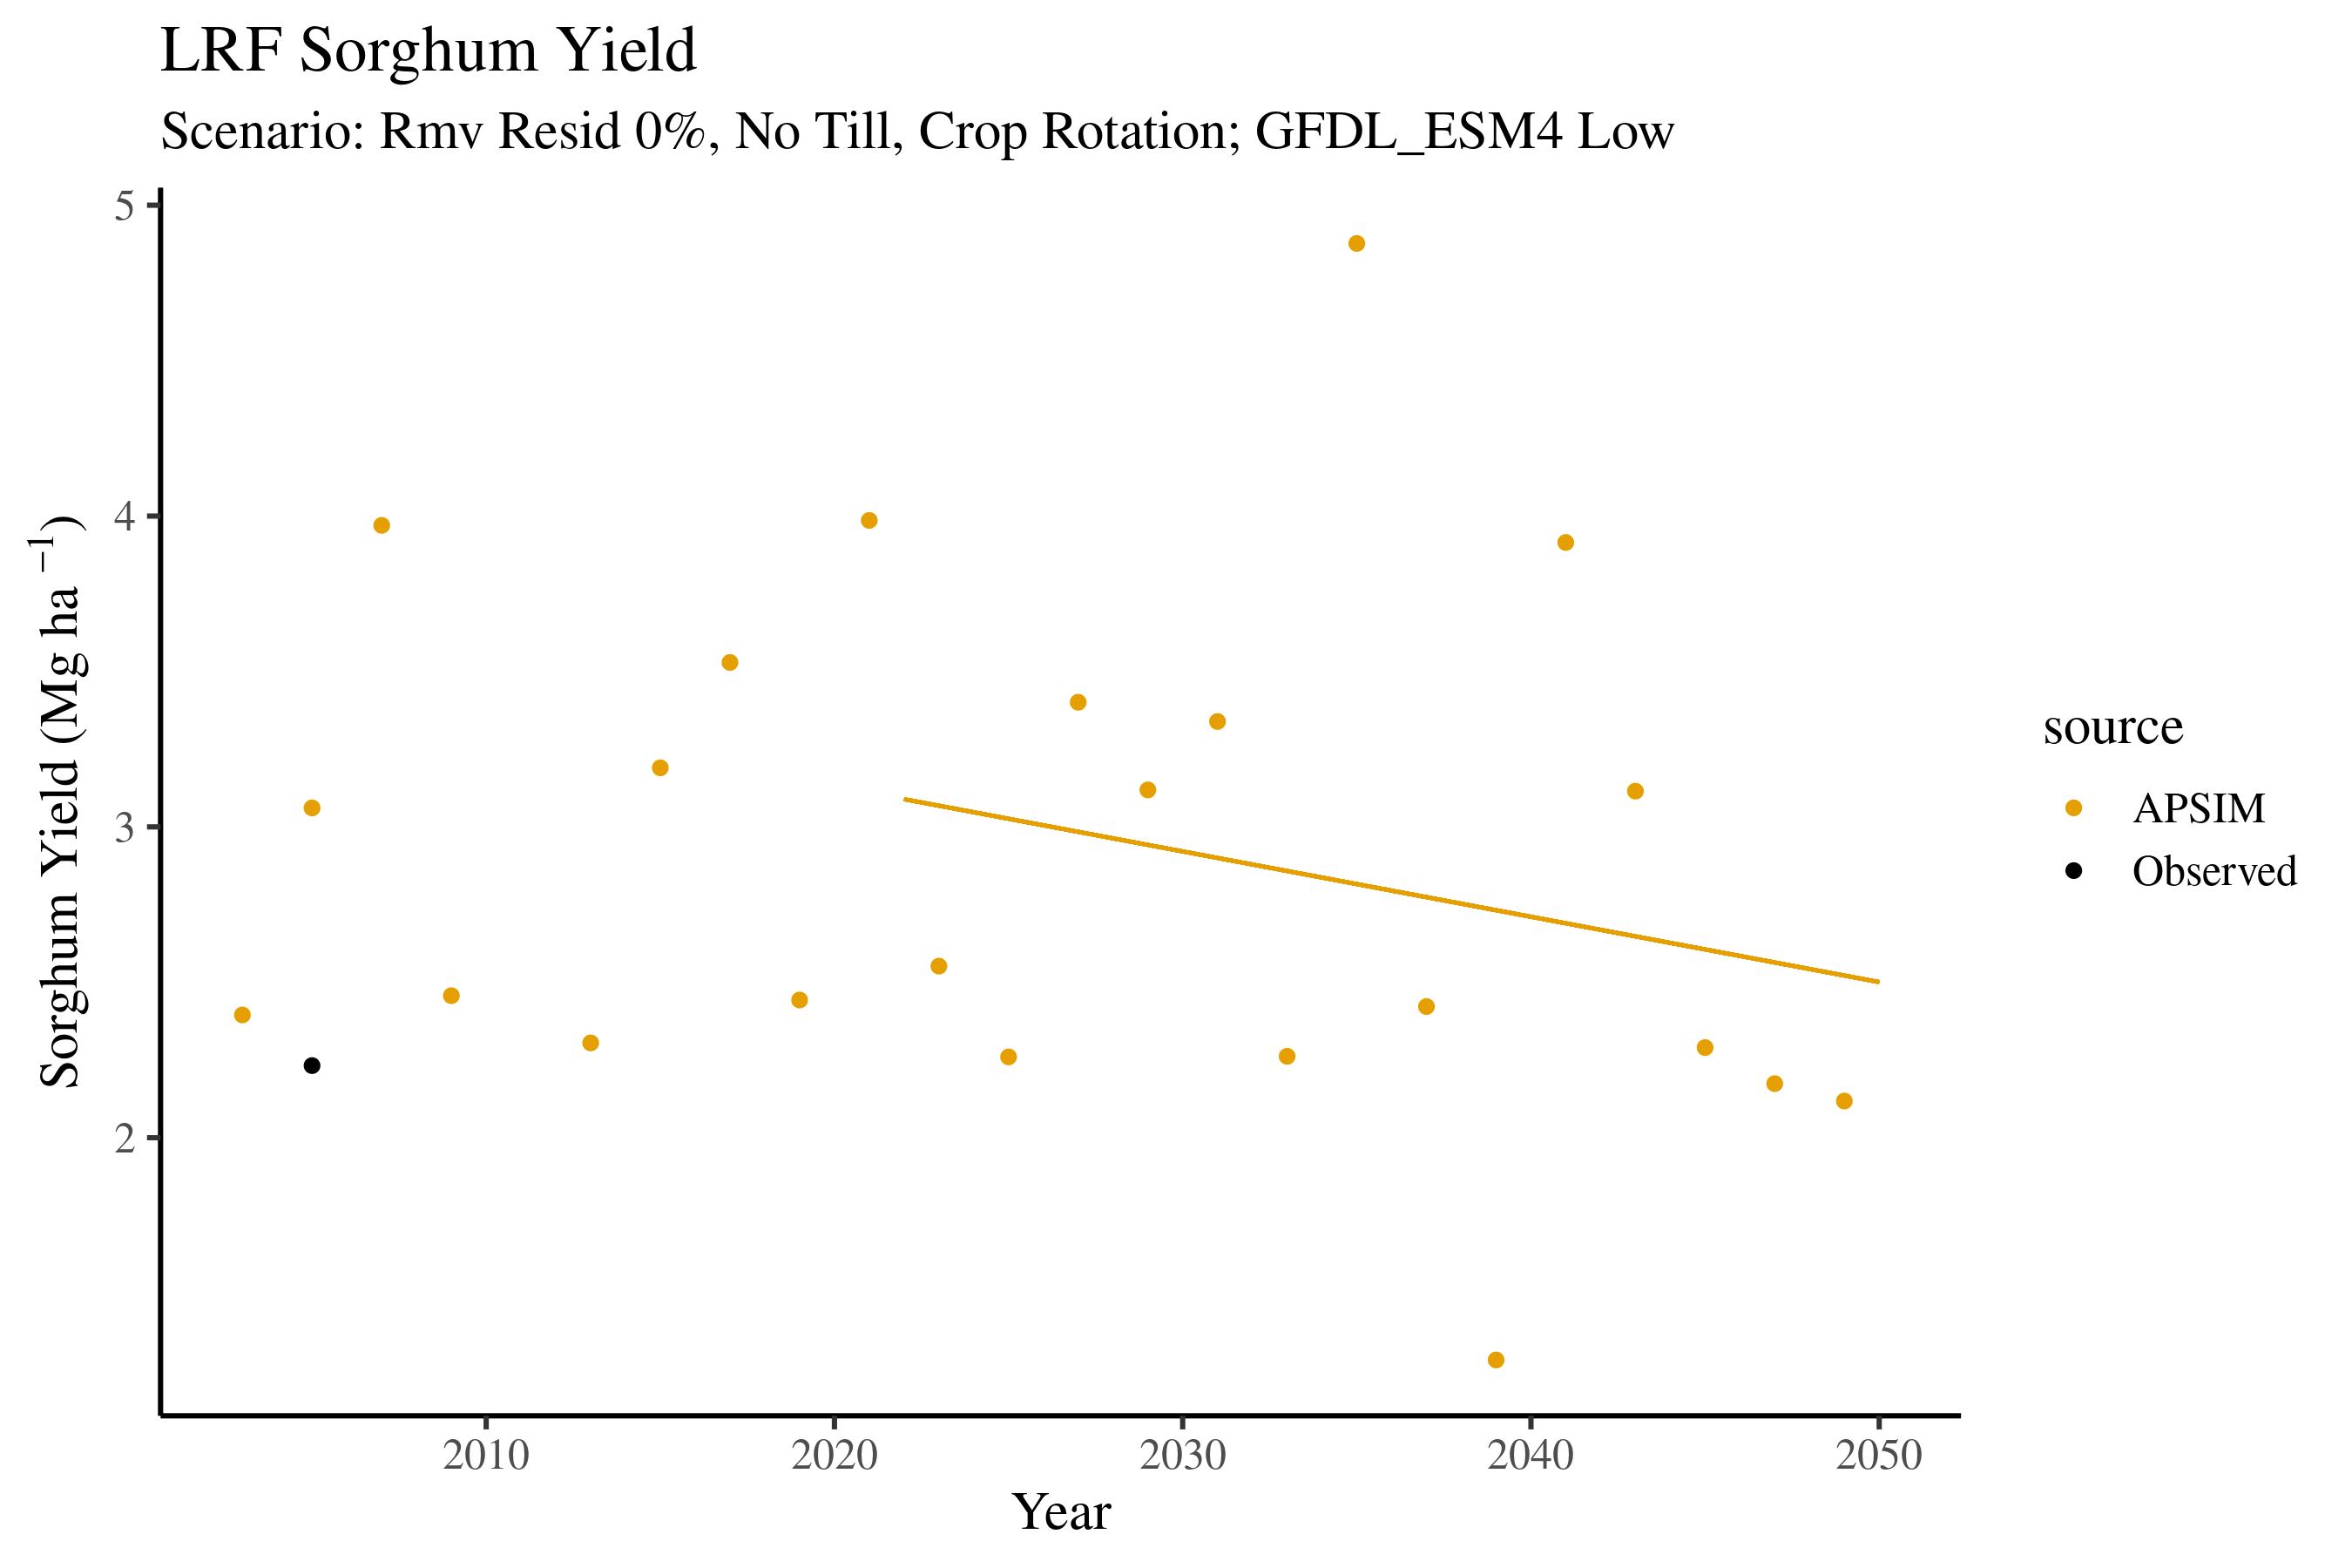 LRF Sorghum Yield
Scenario: Rmv Resid 0%, No Till, Crop Rotation; GFDL_ESM4 Low
5
4
3
2
Sorghum Yield (Mg ha⁻¹)
2010 2020 2030 2040 2050
Year
source
APSIM
Observed